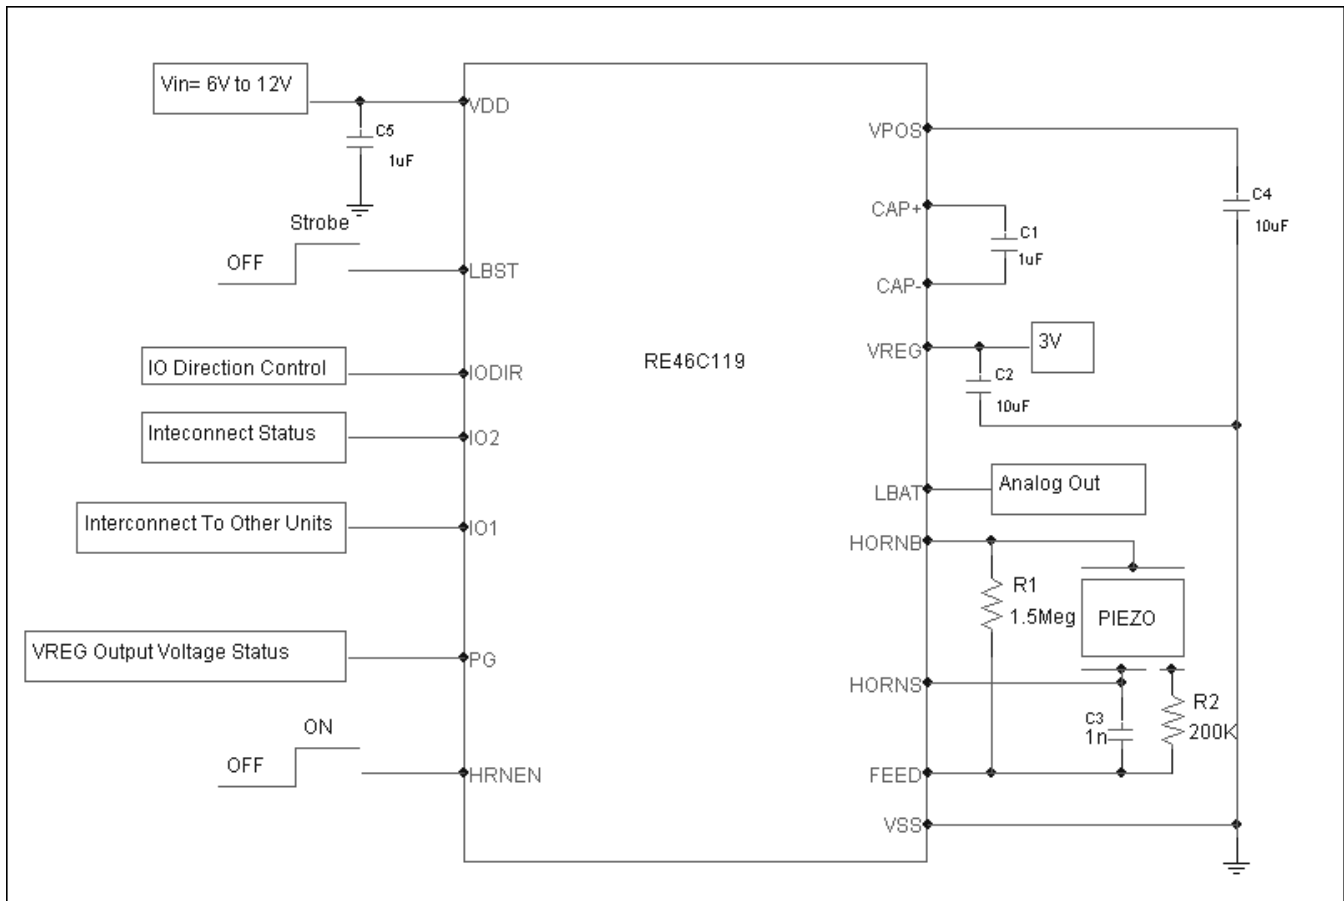 Vin= 6V to 12V
VDD
C5
1uF
Strobe
OFF
LBST
IO Direction Control
IODIR
Inteconnect Status
IO2
Interconnect To Other Units
IO1
VREG Output Voltage Status
PG
ON
OFF
HRNEN
RE46C119
VPOS
CAP+
C1
1uF
CAP-
C4
10uF
VREG
3V
C2
10uF
LBAT
Analog Out
HORNB
R1
1.5Meg
PIEZO
HORNS
C3
1n
R2
200K
FEED
VSS